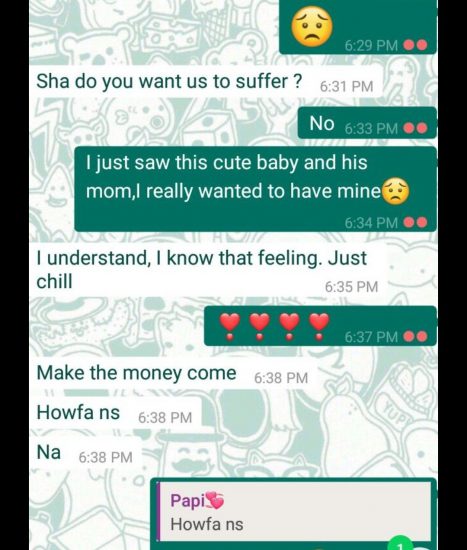 😟
6:29 PM
Sha do you want us to suffer ? 6:31 PM
No 6:33 PM
I just saw this cute baby and his
mom,I really wanted to have mine😟
6:34 PM
I understand, I know that feeling. Just
chill 6:35 PM
❣❣❣❣ 6:37 PM
Make the money come 6:38 PM
Howfa ns 6:38 PM
Na 6:38 PM
Papi💞
Howfa ns
1